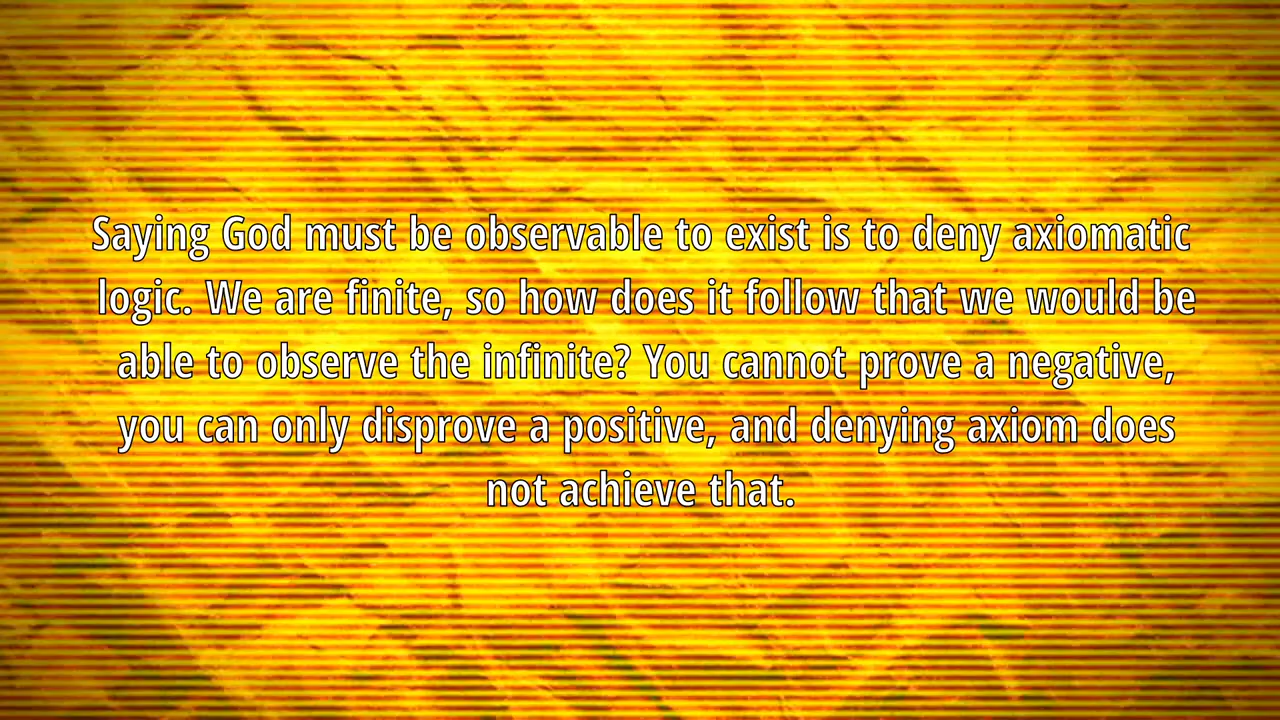 Saying God must be observable to exist is to deny axiomatic
logic. We are finite, so how does it follow that we would be
able to observe the infinite? You cannot prove a negative,
you can only disprove a positive, and denying axiom does
not achieve that.